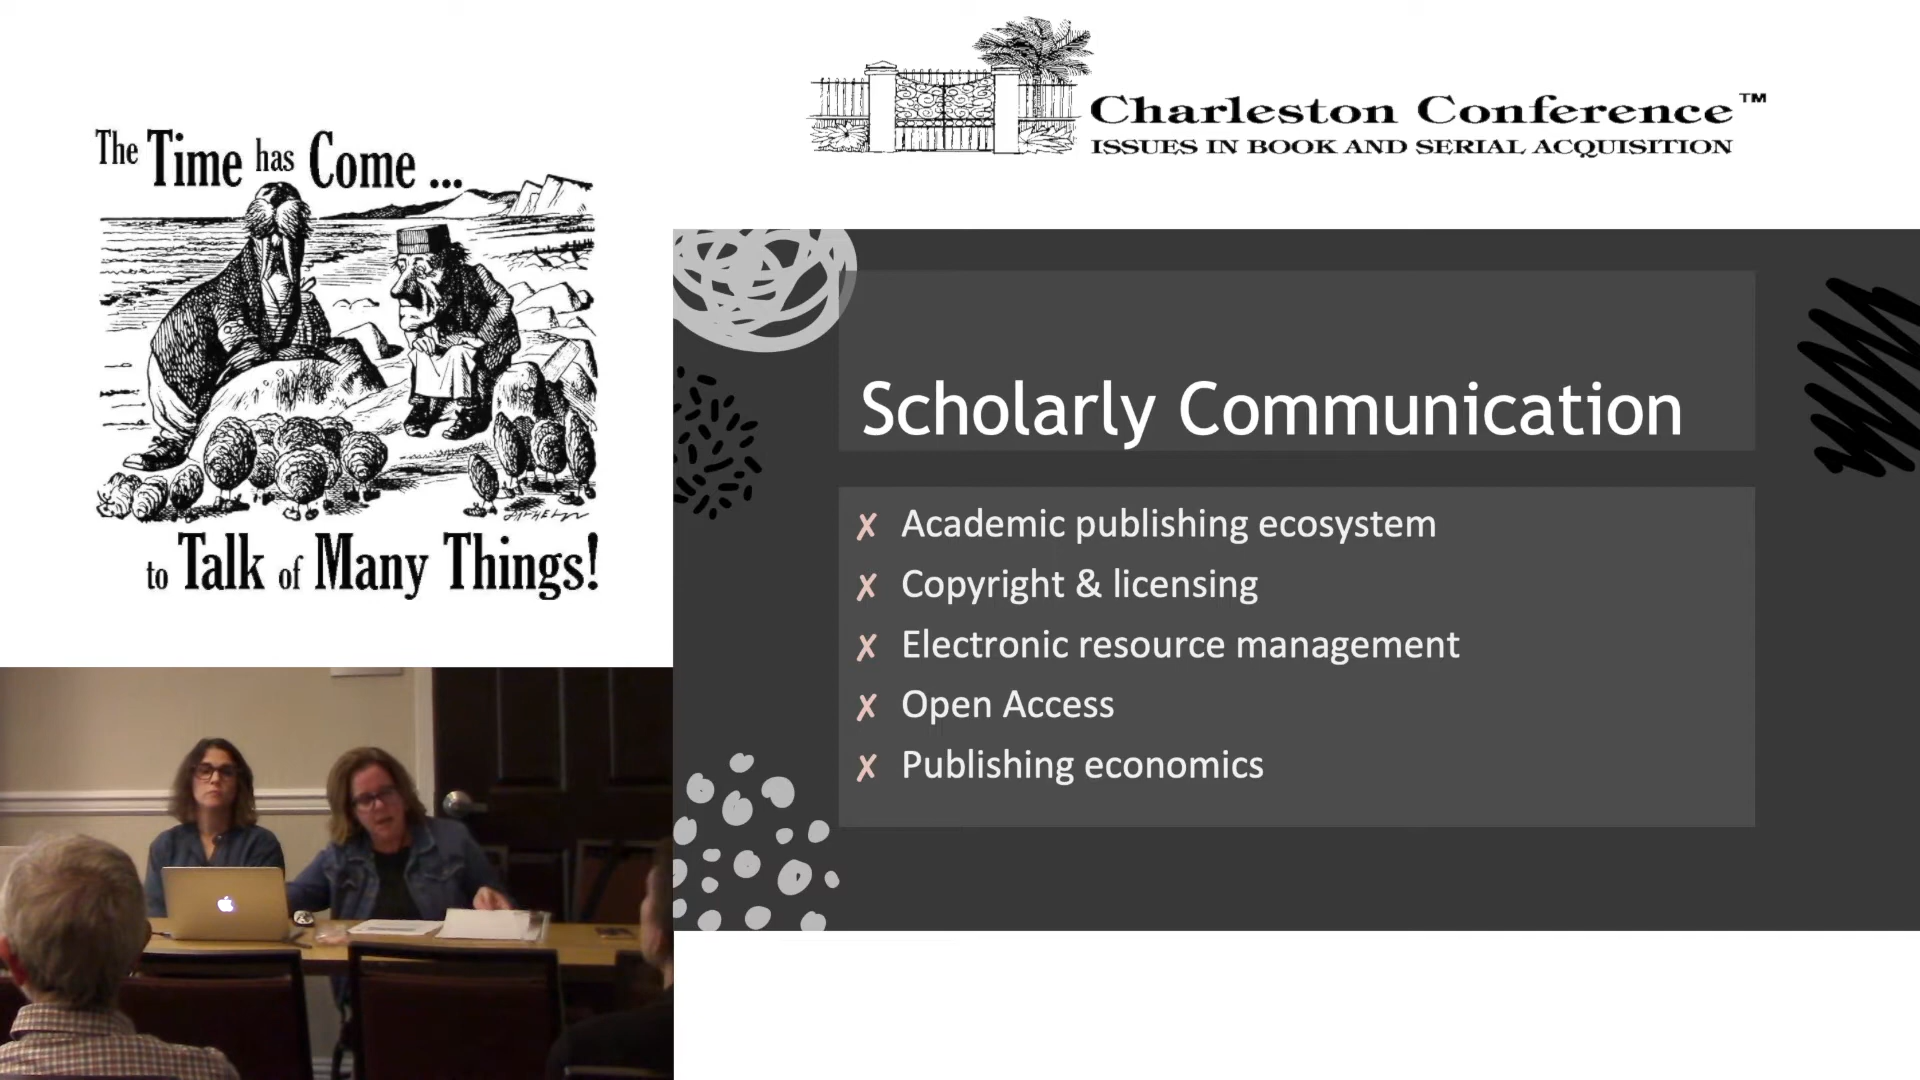 The Time has Come ...
to Talk of Many Things!
Charleston Conference™
ISSUES IN BOOK AND SERIAL ACQUISITION
Scholarly Communication
✗ Academic publishing ecosystem
✗ Copyright & licensing
✗ Electronic resource management
✗ Open Access
✗ Publishing economics